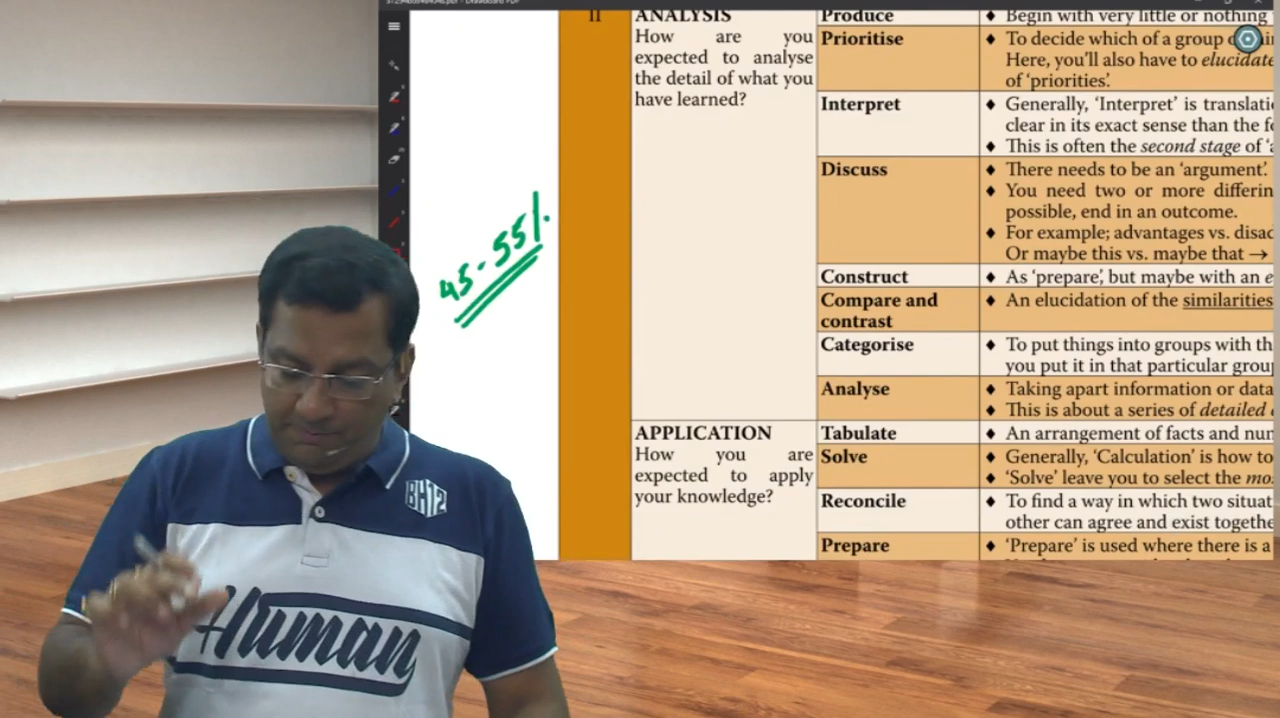 II
ANALYSIS
How are you
expected to analyse
the detail of what you
have learned?
Produce
♦ Begin with very little or nothing
Prioritise
♦ To decide which of a group
Here, you'll also have to elucidate
of 'priorities'.
Interpret
♦ Generally, 'Interpret' is
clear in its exact sense than the
♦ This is often the second stage of
Discuss
♦ There needs to be an 'argument'.
♦ You need two or more
possible, end in an outcome.
♦ For example; advantages vs.
Or maybe this vs. maybe that →
Construct
♦ As 'prepare', but maybe with an
Compare and
contrast
♦ An elucidation of the similarities
Categorise
♦ To put things into groups with
you put it in that particular
Analyse
♦ Taking apart information or data
♦ This is about a series of detailed
APPLICATION
How you are
expected to apply
your knowledge?
Tabulate
♦ An arrangement of facts and
Solve
♦ Generally, 'Calculation' is how to
♦ 'Solve' leave you to select the
Reconcile
♦ To find a way in which two
other can agree and exist
Prepare
♦ 'Prepare' is used where there is a
45-55%.
BH12
Human